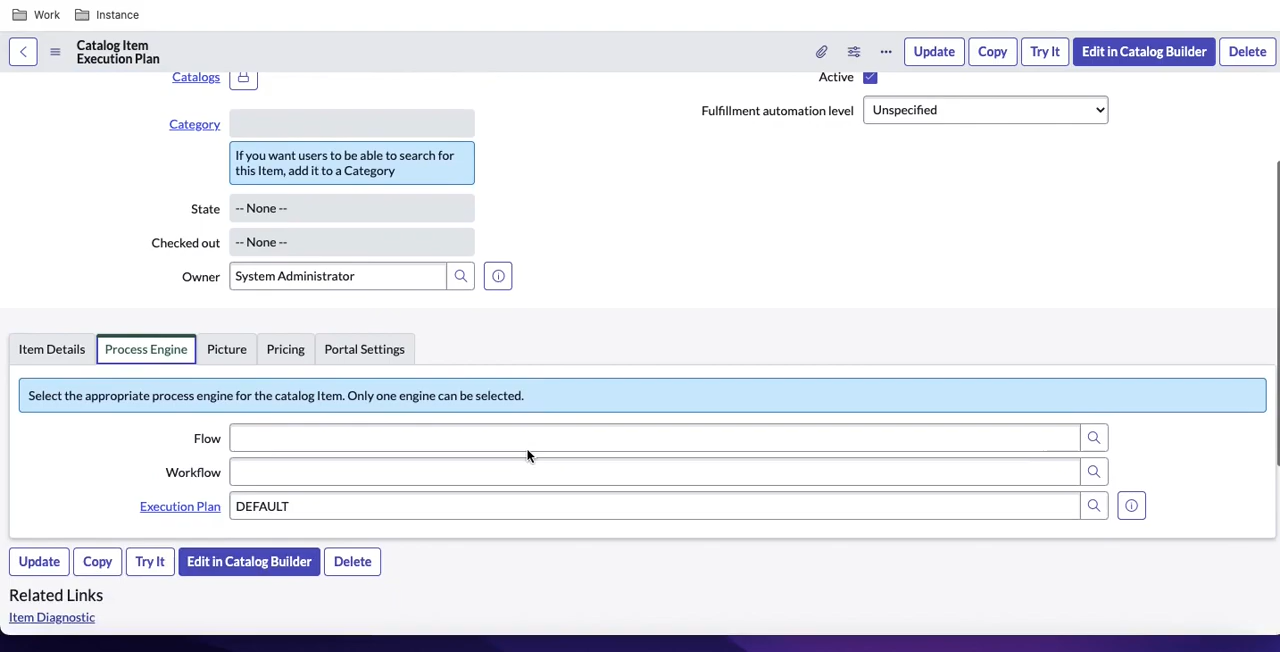 Work Instance
Catalog Item
Execution Plan
Update Copy Try It Edit in Catalog Builder Delete
Catalogs
Active
Fulfillment automation level Unspecified
Category
If you want users to be able to search for
this Item, add it to a Category
State -- None --
Checked out -- None --
Owner System Administrator
Item Details Process Engine Picture Pricing Portal Settings
Select the appropriate process engine for the catalog Item. Only one engine can be selected.
Flow
Workflow
Execution Plan DEFAULT
Update Copy Try It Edit in Catalog Builder Delete
Related Links
Item Diagnostic